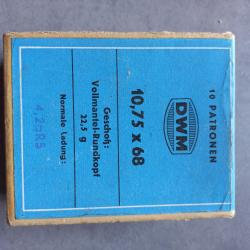 10 PATRONEN
DWM
10,75 x 68
Geschoß:
Vollmantel-Rundkopf
22,5 g
Normale Ladung: